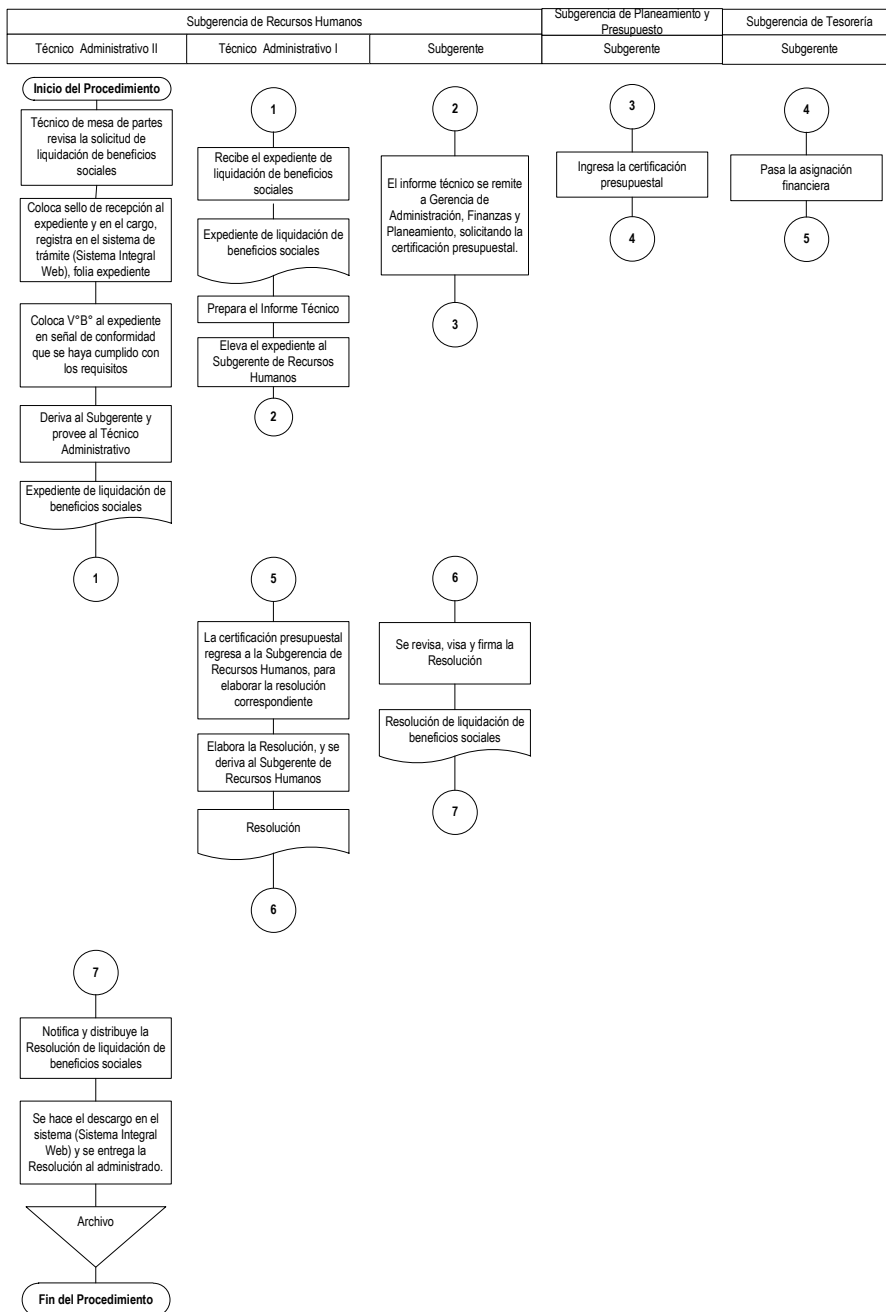 Subgerencia de Recursos Humanos
Subgerencia de Planeamiento y
Presupuesto
Subgerencia de Tesorería
Técnico Administrativo II
Técnico Administrativo I
Subgerente
Subgerente
Subgerente
Inicio del Procedimiento
Técnico de mesa de partes
revisa la solicitud de
liquidación de beneficios
sociales
Coloca sello de recepción al
expediente y en el cargo,
registra en el sistema de
trámite (Sistema Integral
Web), folia expediente
Coloca V°B° al expediente
en señal de conformidad
que se haya cumplido con
los requisitos
Deriva al Subgerente y
provee al Técnico
Administrativo
Expediente de liquidación de
beneficios sociales
1
1
Recibe el expediente de
liquidación de beneficios
sociales
Expediente de liquidación de
beneficios sociales
Prepara el Informe Técnico
Eleva el expediente al
Subgerente de Recursos
Humanos
2
2
El informe técnico se remite
a Gerencia de
Administración, Finanzas y
Planeamiento, solicitando la
certificación presupuestal.
3
3
Ingresa la certificación
presupuestal
4
4
Pasa la asignación
financiera
5
5
La certificación presupuestal
regresa a la Subgerencia de
Recursos Humanos, para
elaborar la resolución
correspondiente
Elabora la Resolución, y se
deriva al Subgerente de
Recursos Humanos
Resolución
6
6
Se revisa, visa y firma la
Resolución
Resolución de liquidación de
beneficios sociales
7
7
Notifica y distribuye la
Resolución de liquidación de
beneficios sociales
Se hace el descargo en el
sistema (Sistema Integral
Web) y se entrega la
Resolución al administrado.
Archivo
Fin del Procedimiento